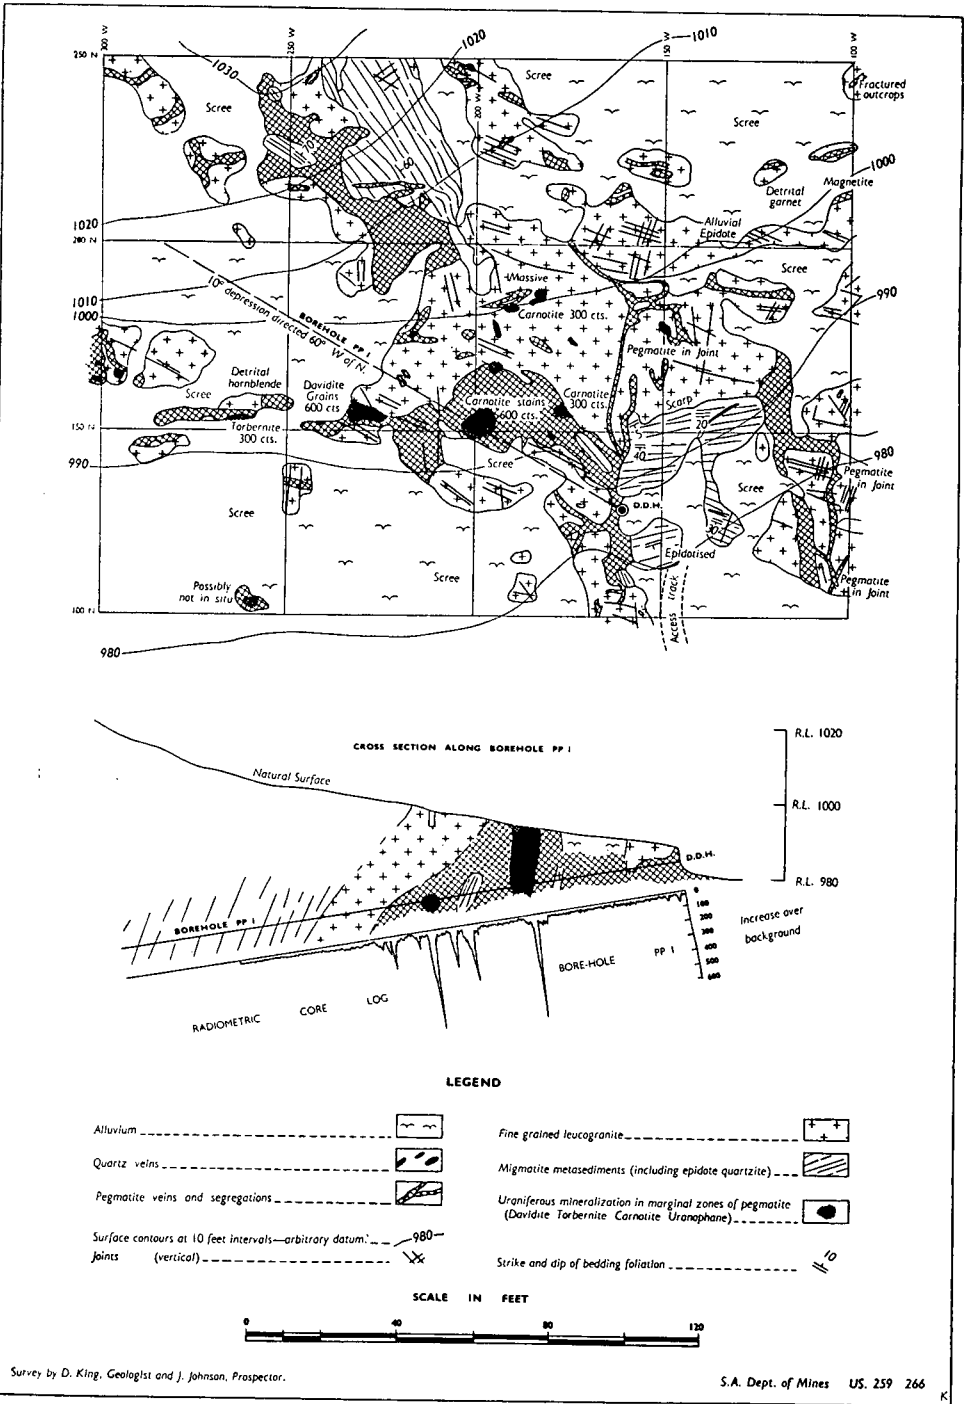 300 W
250 W
200 W
150 W
100 W
250 N
1030
1020
1010
Scree
Scree
Scree
Fractured
outcrops
70
60
1000
Magnetite
Detrital
garnet
Alluvial
Epidote
1020
200 N
Scree
990
1010
1000
10° depression directed 60° W of N.
BOREHOLE PP 1
Massive
Carnotite 300 cts.
Pegmatite in Joint
Detrital
hornblende
Scree
Davidite
Grains
600 cts
Carnotite stains
600 cts.
Carnotite
300 cts.
Scarp
20
Torbernite
300 cts.
150 N
990
40
Scree
Scree
980
Pegmatite
in Joint
Scree
D.D.H.
Epidotised
Scree
Possibly
not in situ
Access track
Pegmatite
in Joint
100 N
980
CROSS SECTION ALONG BOREHOLE PP 1
R.L. 1020
Natural Surface
R.L. 1000
D.D.H.
R.L. 980
BOREHOLE PP 1
0
100
200
300
400
500
600
Increase over
background
BORE-HOLE PP 1
RADIOMETRIC CORE LOG
LEGEND
Alluvium
Fine grained leucogranite
Quartz veins
Migmatite metasediments (including epidote quartzite)
Pegmatite veins and segregations
Uraniferous mineralization in marginal zones of pegmatite
(Davidite Torbernite Carnotite Uranophane)
Surface contours at 10 feet intervals—arbitrary datum.
980
Joints (vertical)
Strike and dip of bedding foliation
10
SCALE IN FEET
0 40 80 120
Survey by D. King, Geologist and J. Johnson, Prospector.
S.A. Dept. of Mines US. 259 266
K